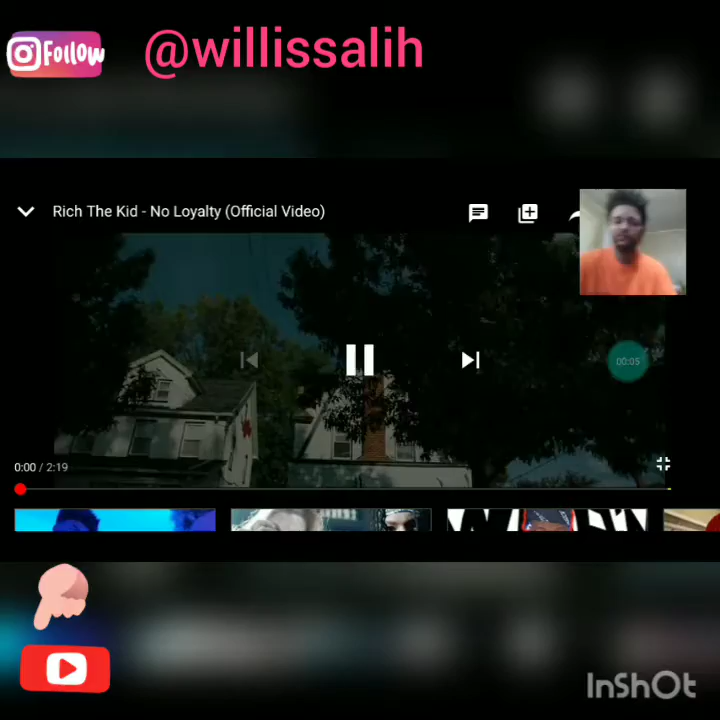 Follow
@willissalih
Rich The Kid - No Loyalty (Official Video)
00:05
0:00 / 2:19
InShOt